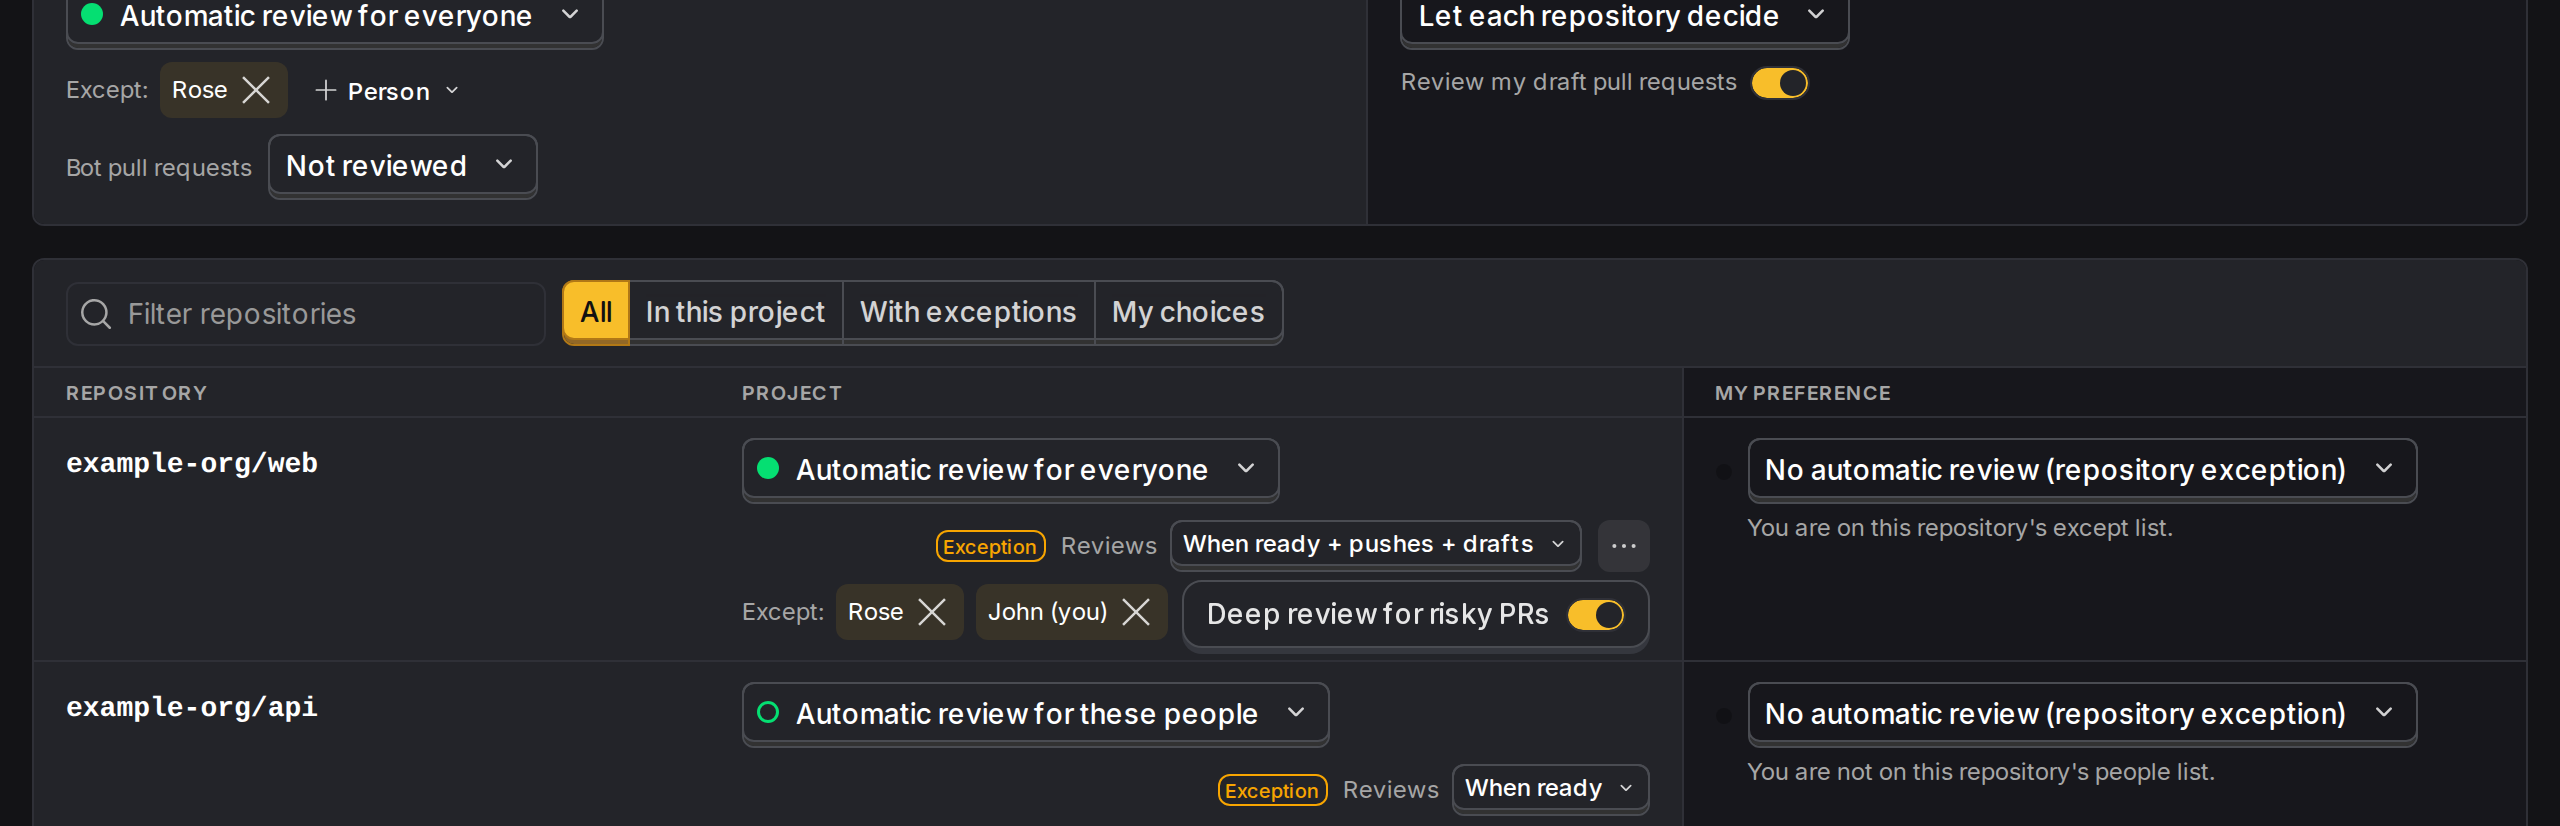 Automatic review for everyone
Let each repository decide
Except: Rose Person
Review my draft pull requests
Bot pull requests Not reviewed
Filter repositories
All In this project With exceptions My choices
REPOSITORY PROJECT MY PREFERENCE
example-org/web Automatic review for everyone No automatic review (repository exception)
You are on this repository's except list.
Exception Reviews When ready + pushes + drafts ...
Except: Rose John (you) Deep review for risky PRs
example-org/api Automatic review for these people No automatic review (repository exception)
You are not on this repository's people list.
Exception Reviews When ready